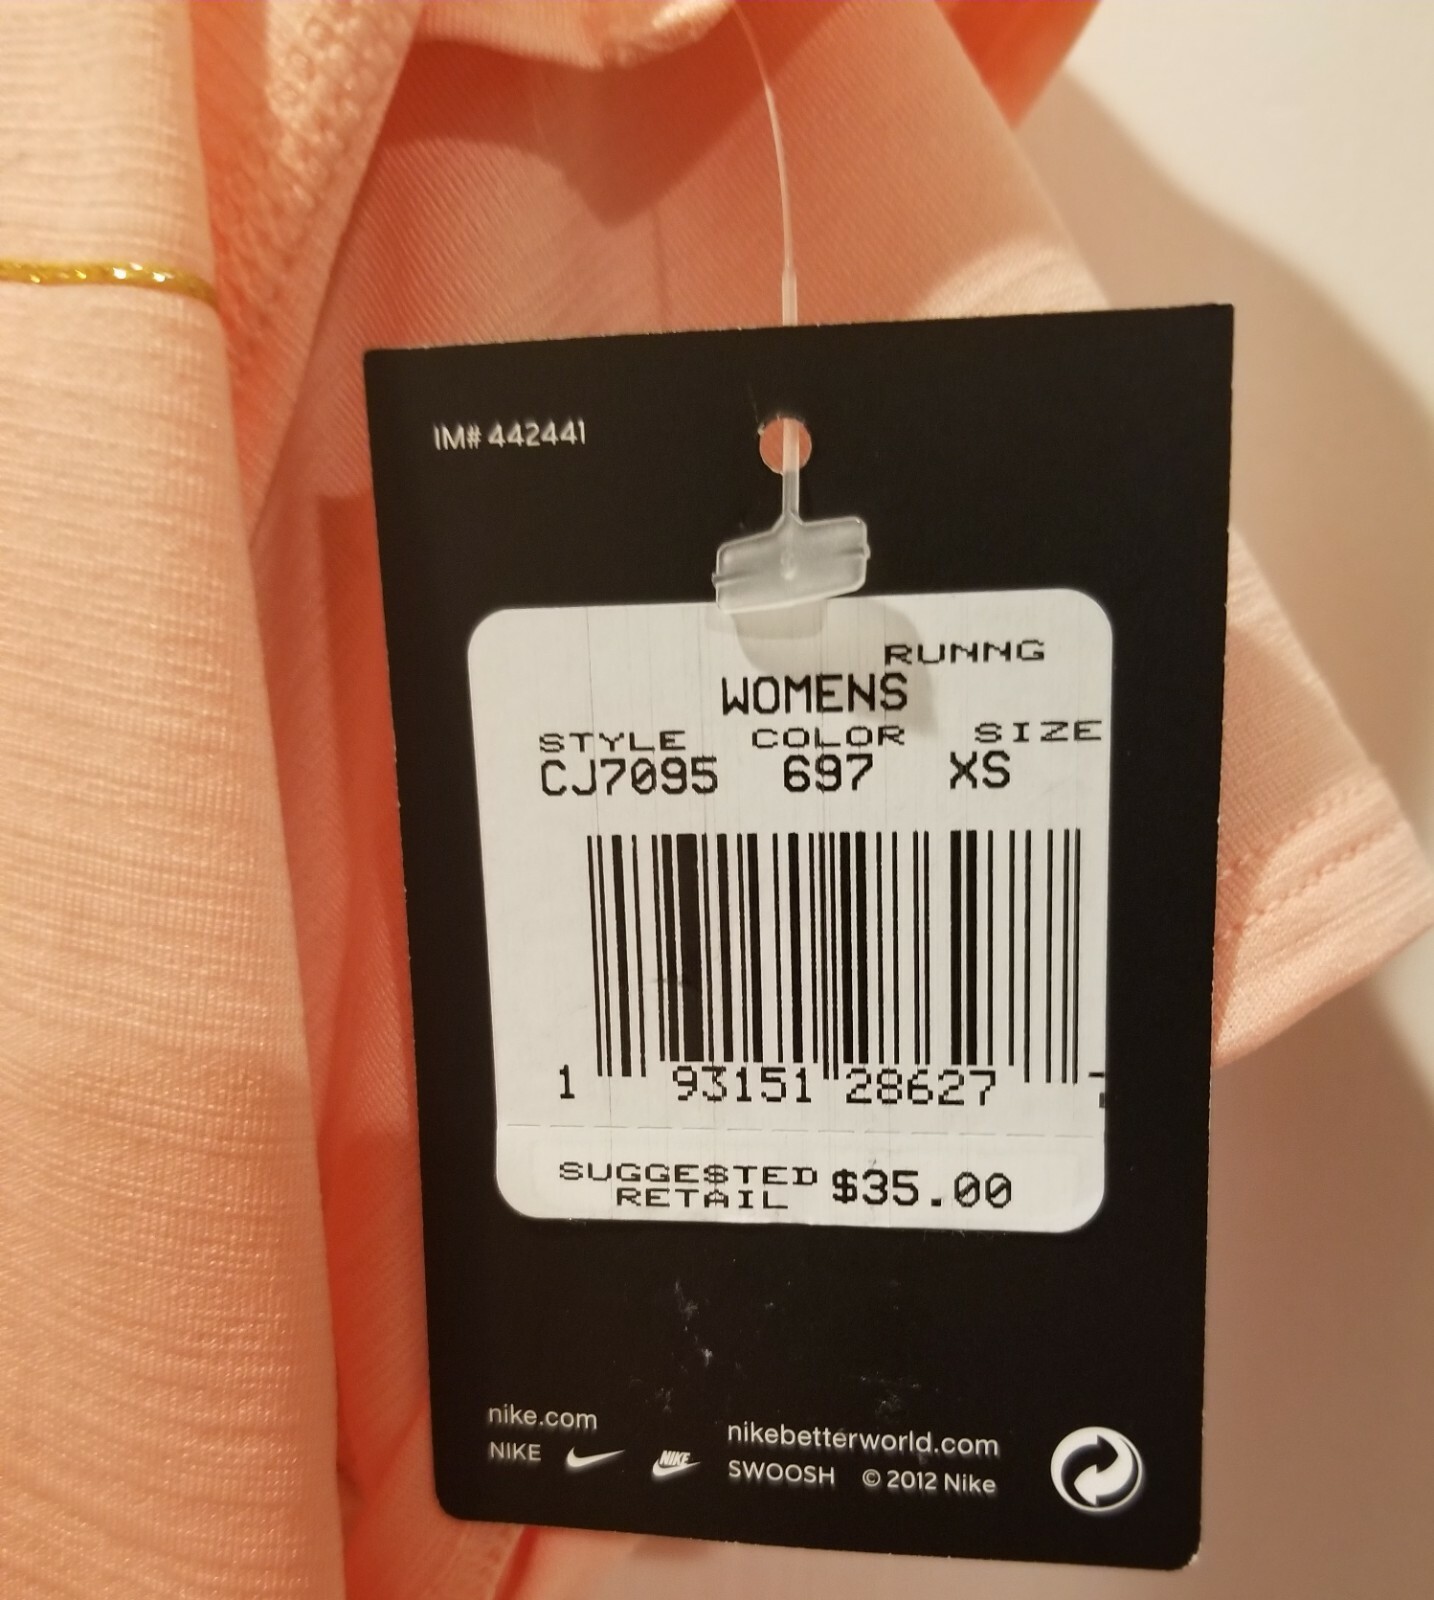 IM# 442441
RUNNG
WOMENS
STYLE COLOR SIZE
CJ7095 697 XS
1 93151 28627
SUGGESTED RETAIL $35.00
nike.com
NIKE NIKE
nikebetterworld.com
SWOOSH © 2012 Nike